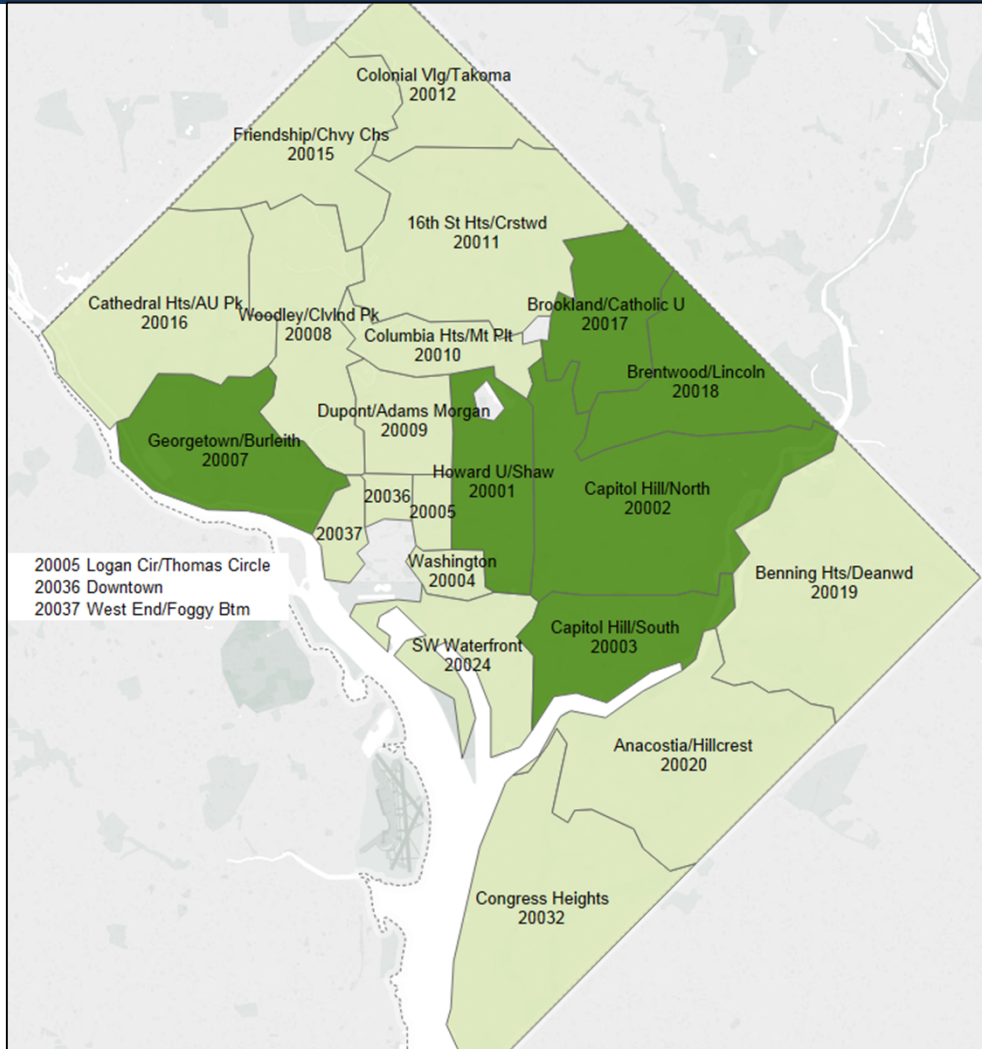 Colonial Vlg/Takoma
20012
Friendship/Chvy Chs
20015
16th St Hts/Crstwd
20011
Cathedral Hts/AU Pk
20016
Woodley/Clvlnd Pk
20008
Brookland/Catholic U
20017
Columbia Hts/Mt Plt
20010
Brentwood/Lincoln
20018
Dupont/Adams Morgan
20009
Georgetown/Burleith
20007
Howard U/Shaw
20001
Capitol Hill/North
20002
20036
20005
20037
Washington
20004
20005 Logan Cir/Thomas Circle
20036 Downtown
20037 West End/Foggy Btm
Benning Hts/Deanwd
20019
Capitol Hill/South
20003
SW Waterfront
20024
Anacostia/Hillcrest
20020
Congress Heights
20032